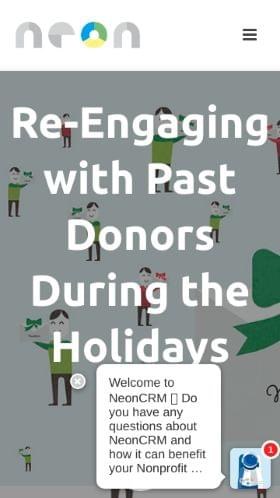 neon
Re-Engaging
with Past
Donors
During the
Holidays
Welcome to
NeonCRM ▯ Do
you have any
questions about
NeonCRM and
how it can benefit
your Nonprofit ...
1